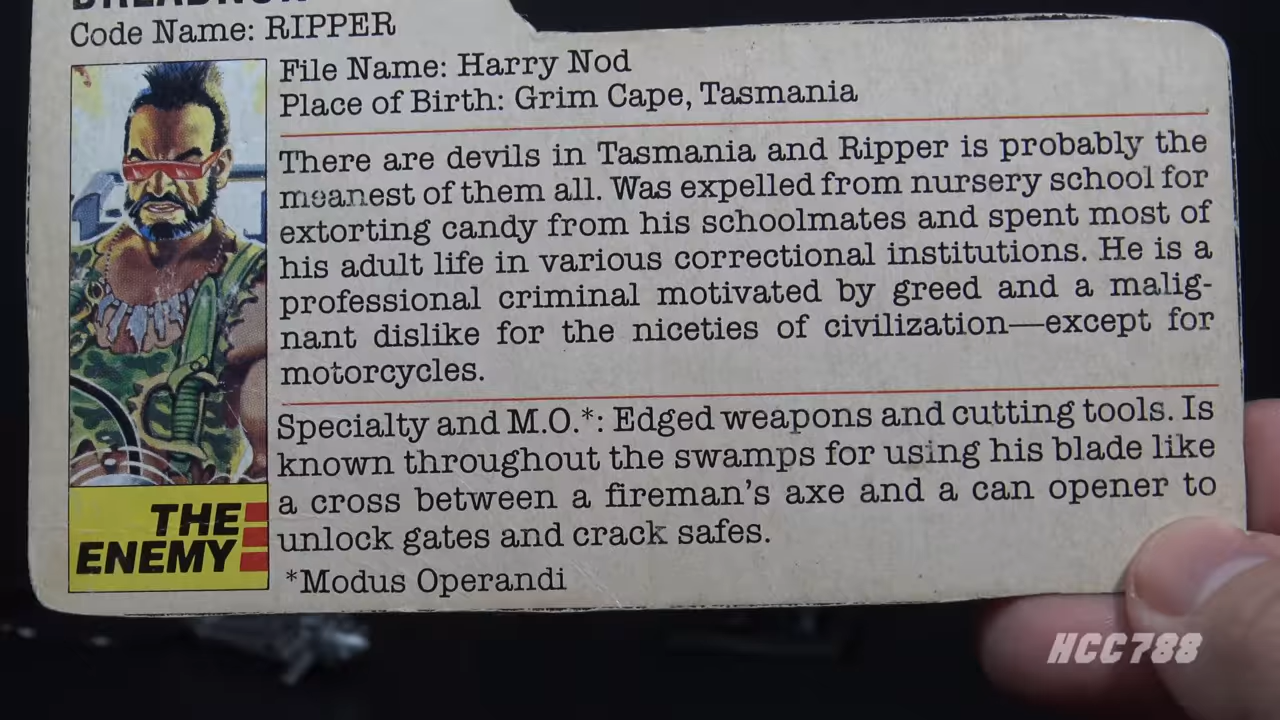 DREADNOK
Code Name: RIPPER
File Name: Harry Nod
Place of Birth: Grim Cape, Tasmania
There are devils in Tasmania and Ripper is probably the
meanest of them all. Was expelled from nursery school for
extorting candy from his schoolmates and spent most of
his adult life in various correctional institutions. He is a
professional criminal motivated by greed and a malig-
nant dislike for the niceties of civilization—except for
motorcycles.
Specialty and M.O.*: Edged weapons and cutting tools. Is
known throughout the swamps for using his blade like
a cross between a fireman's axe and a can opener to
unlock gates and crack safes.
*Modus Operandi
THE
ENEMY
HCC788